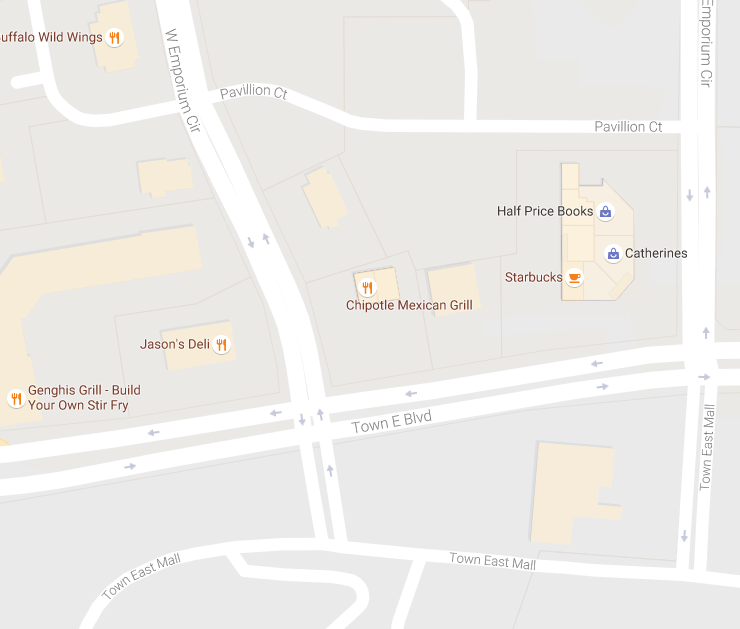 uffalo Wild Wings
W Emporium Cir
Pavillion Ct
Emporium Cir
Pavillion Ct
Half Price Books
Catherines
Starbucks
Chipotle Mexican Grill
Jason's Deli
Genghis Grill - Build
Your Own Stir Fry
Town E Blvd
Town East Mall
Town East Mall
Town East Mall